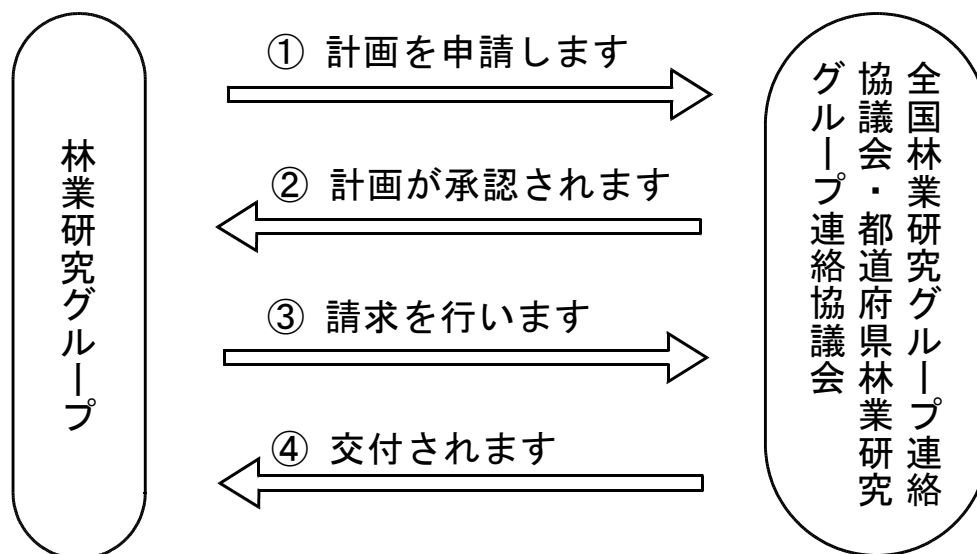 林業研究グループ
① 計画を申請します
② 計画が承認されます
③ 請求を行います
④ 交付されます
全国林業研究グループ連絡
協議会・都道府県林業研究
グループ連絡協議会